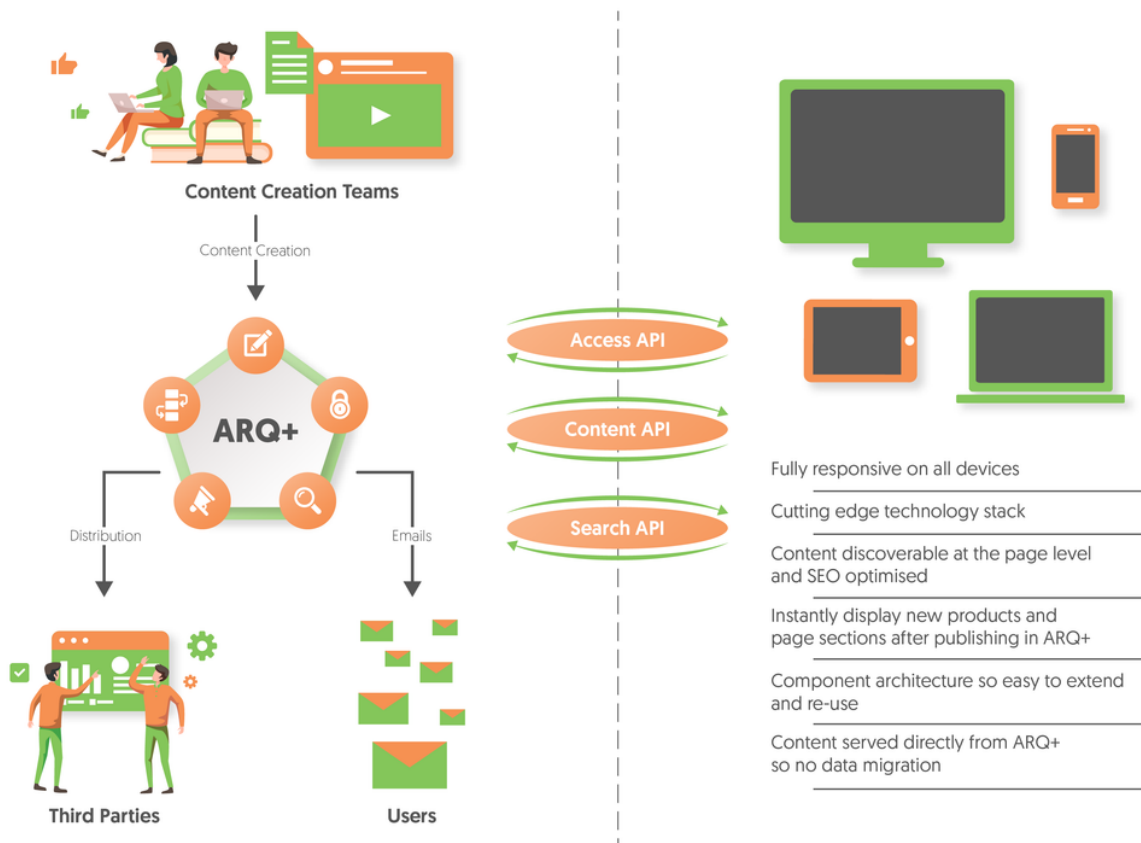 Content Creation Teams
Content Creation
ARQ+
Distribution
Emails
Third Parties
Users
Access API
Content API
Search API
Fully responsive on all devices
Cutting edge technology stack
Content discoverable at the page level
and SEO optimised
Instantly display new products and
page sections after publishing in ARQ+
Component architecture so easy to extend
and re-use
Content served directly from ARQ+
so no data migration